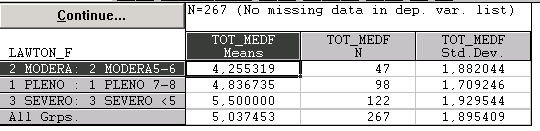 Continue... N=267 (No missing data in dep. var. list)
TOT_MEDF TOT_MEDF TOT_MEDF
LAWTON_F Means N Std.Dev.
2 MODERA: 2 MODERA5-6 4,255319 47 1,882044
1 PLENO : 1 PLENO 7-8 4,836735 98 1,709246
3 SEVERO: 3 SEVERO <5 5,500000 122 1,929544
All Grps. 5,037453 267 1,895409